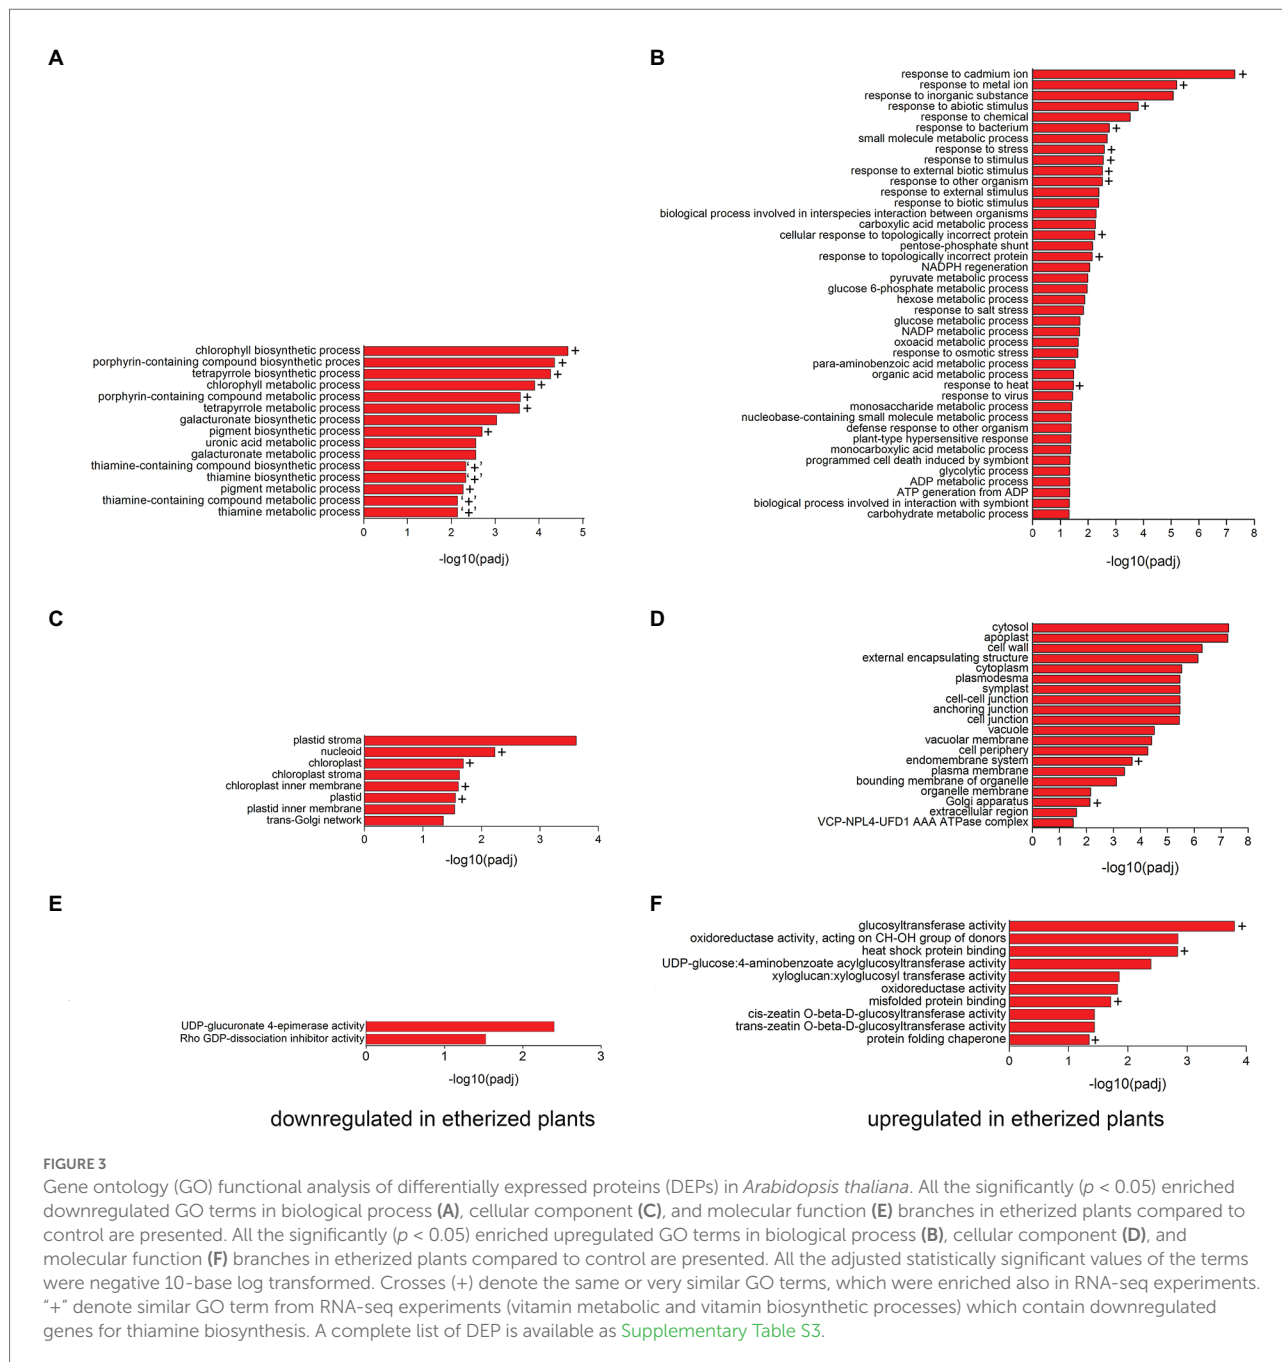 A
chlorophyll biosynthetic process +
porphyrin-containing compound biosynthetic proces +
tetrapyrrole biosynthetic process +
chlorophyll metabolic process +
porphyrin-containing compound metabolic process +
tetrapyrrole metabolic process +
galacturonate biosynthetic process
pigment biosynthetic process +
uronic acid metabolic process
galacturonate metabolic process
thiamine-containing compound biosynthetic process ‘+’
thiamine biosynthetic process ‘+’
pigment metabolic process +
thiamine-containing compound metabolic process ‘+’
thiamine metabolic process ‘+’
0 1 2 3 4 5
-log10(padj)
B
response to cadmium ion +
response to metal ion +
response to inorganic substance
response to abiotic stimulus +
response to chemical
response to bacterium +
small molecule metabolic process
response to stress +
response to stimulus +
response to external biotic stimulus +
response to other organism +
response to external stimulus
response to biotic stimulus
biological process involved in interspecies interaction between organisms
carboxylic acid metabolic process
cellular response to topologically incorrect protein +
pentose-phosphate shunt
response to topologically incorrect protein +
NADPH regeneration
pyruvate metabolic process
glucose 6-phosphate metabolic process
hexose metabolic process
response to salt stress
glucose metabolic process
NADP metabolic process
oxoacid metabolic process
response to osmotic stress
para-aminobenzoic acid metabolic process
organic acid metabolic process
response to heat +
response to virus
monosaccharide metabolic process
nucleobase-containing small molecule metabolic process
defense response to other organism
plant-type hypersensitive response
monocarboxylic acid metabolic process
programmed cell death induced by symbiont
glycolytic process
ADP metabolic process
ATP generation from ADP
biological process involved in interaction with symbiont
carbohydrate metabolic process
0 1 2 3 4 5 6 7 8
-log10(padj)
C
plastid stroma
nucleoid +
chloroplast +
chloroplast stroma
chloroplast inner membrane +
plastid +
plastid inner membrane
trans-Golgi network
0 1 2 3 4
-log10(padj)
D
cytosol
apoplast
cell wall
external encapsulating structure
cytoplasm
plasmodesma
symplast
cell-cell junction
anchoring junction
cell junction
vacuole
vacuolar membrane
cell periphery
endomembrane system +
plasma membrane
bounding membrane of organelle
organelle membrane
Golgi apparatus +
extracellular region
VCP-NPL4-UFD1 AAA ATPase complex
0 1 2 3 4 5 6 7 8
-log10(padj)
E
UDP-glucuronate 4-epimerase activity
Rho GDP-dissociation inhibitor activity
0 1 2 3
-log10(padj)
downregulated in etherized plants
F
glucosyltransferase activity +
oxidoreductase activity, acting on CH-OH group of donors
heat shock protein binding +
UDP-glucose:4-aminobenzoate acylglucosyltransferase activity
xyloglucan:xyloglucosyl transferase activity
oxidoreductase activity
misfolded protein binding +
cis-zeatin O-beta-D-glucosyltransferase activity
trans-zeatin O-beta-D-glucosyltransferase activity
protein folding chaperone +
0 1 2 3 4
-log10(padj)
upregulated in etherized plants
FIGURE 3
Gene ontology (GO) functional analysis of differentially expressed proteins (DEPs) in Arabidopsis thaliana. All the significantly (p < 0.05) enriched
downregulated GO terms in biological process (A), cellular component (C), and molecular function (E) branches in etherized plants compared to
control are presented. All the significantly (p < 0.05) enriched upregulated GO terms in biological process (B), cellular component (D), and
molecular function (F) branches in etherized plants compared to control are presented. All the adjusted statistically significant values of the terms
were negative 10-base log transformed. Crosses (+) denote the same or very similar GO terms, which were enriched also in RNA-seq experiments.
“+” denote similar GO term from RNA-seq experiments (vitamin metabolic and vitamin biosynthetic processes) which contain downregulated
genes for thiamine biosynthesis. A complete list of DEP is available as Supplementary Table S3.